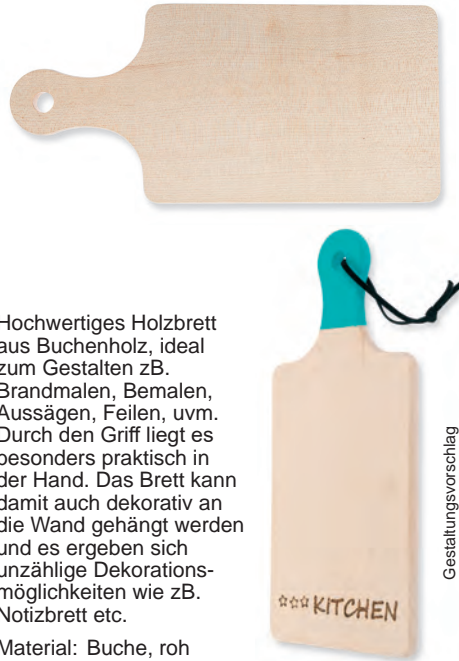 Hochwertiges Holzbrett
aus Buchenholz, ideal
zum Gestalten zB.
Brandmalen, Bemalen,
Aussägen, Feilen, uvm.
Durch den Griff liegt es
besonders praktisch in
der Hand. Das Brett kann
damit auch dekorativ an
die Wand gehängt werden
und es ergeben sich
unzählige Dekorations-
möglichkeiten wie zB.
Notizbrett etc.
Material: Buche, roh
☆☆☆KITCHEN
Gestaltungsvorschlag